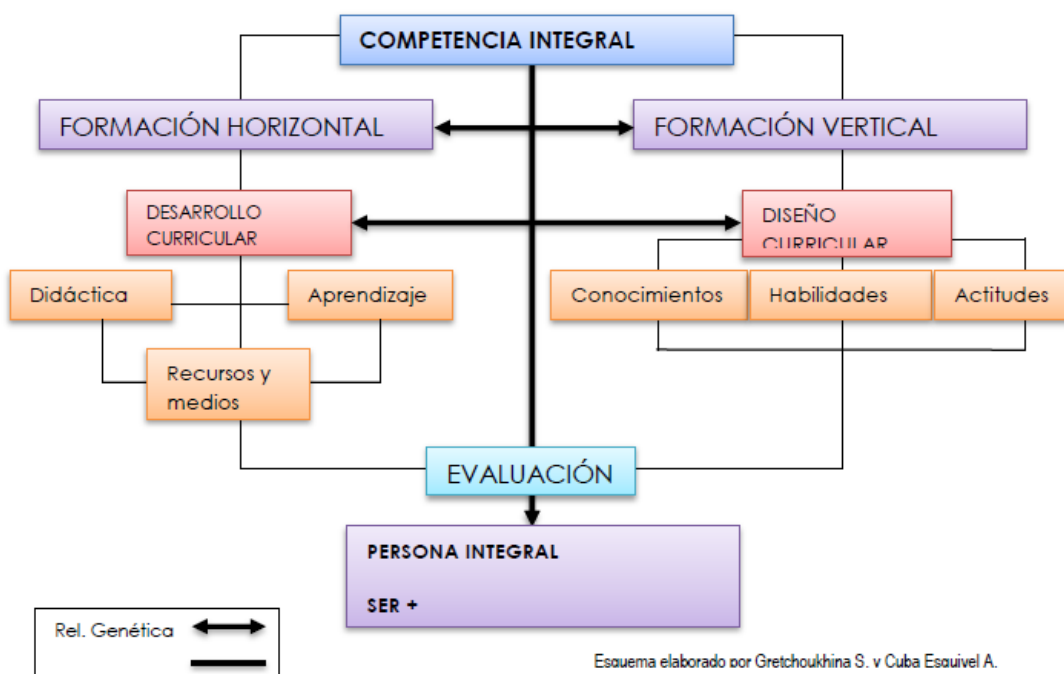 COMPETENCIA INTEGRAL
FORMACIÓN HORIZONTAL
FORMACIÓN VERTICAL
DESARROLLO
CURRICULAR
DISEÑO
CURRICULAR
Didáctica
Aprendizaje
Conocimientos
Habilidades
Actitudes
Recursos y
medios
EVALUACIÓN
PERSONA INTEGRAL
SER +
Rel. Genética
Esquema elaborado por Gretchoukhina S. y Cuba Esquivel A.